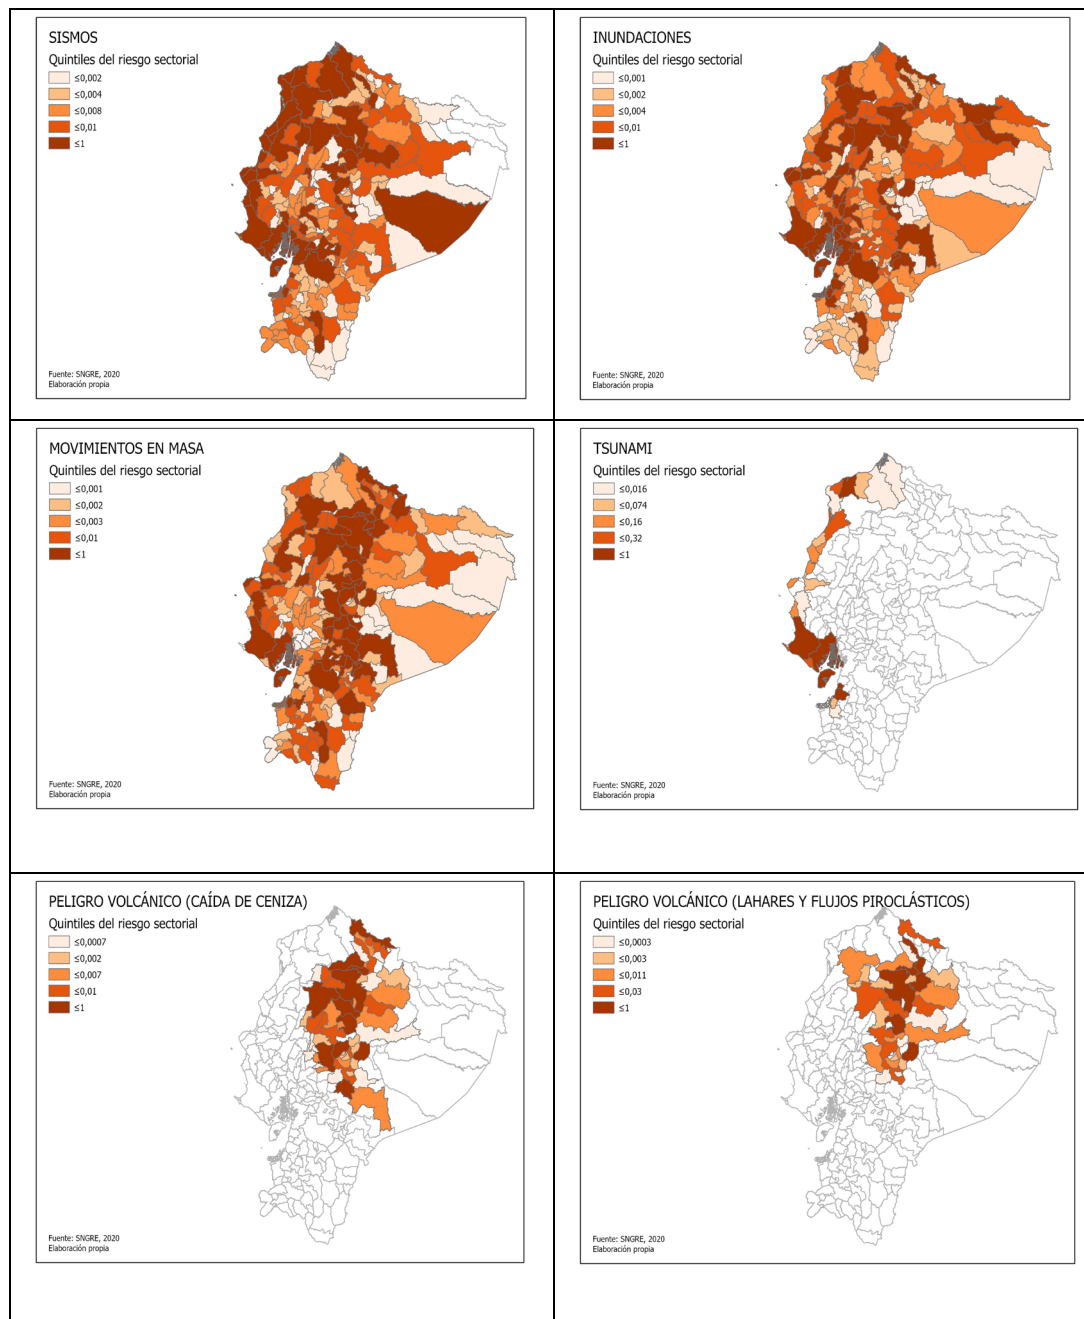 SISMOS
Quintiles del riesgo sectorial
≤0,002
≤0,004
≤0,008
≤0,01
≤1
Fuente: SNGRE, 2020
Elaboración propia
INUNDACIONES
Quintiles del riesgo sectorial
≤0,001
≤0,002
≤0,004
≤0,01
≤1
Fuente: SNGRE, 2020
Elaboración propia
MOVIMIENTOS EN MASA
Quintiles del riesgo sectorial
≤0,001
≤0,002
≤0,003
≤0,01
≤1
Fuente: SNGRE, 2020
Elaboración propia
TSUNAMI
Quintiles del riesgo sectorial
≤0,016
≤0,074
≤0,16
≤0,32
≤1
Fuente: SNGRE, 2020
Elaboración propia
PELIGRO VOLCÁNICO (CAÍDA DE CENIZA)
Quintiles del riesgo sectorial
≤0,0007
≤0,002
≤0,007
≤0,01
≤1
Fuente: SNGRE, 2020
Elaboración propia
PELIGRO VOLCÁNICO (LAHARES Y FLUJOS PIROCLÁSTICOS)
Quintiles del riesgo sectorial
≤0,0003
≤0,003
≤0,011
≤0,03
≤1
Fuente: SNGRE, 2020
Elaboración propia